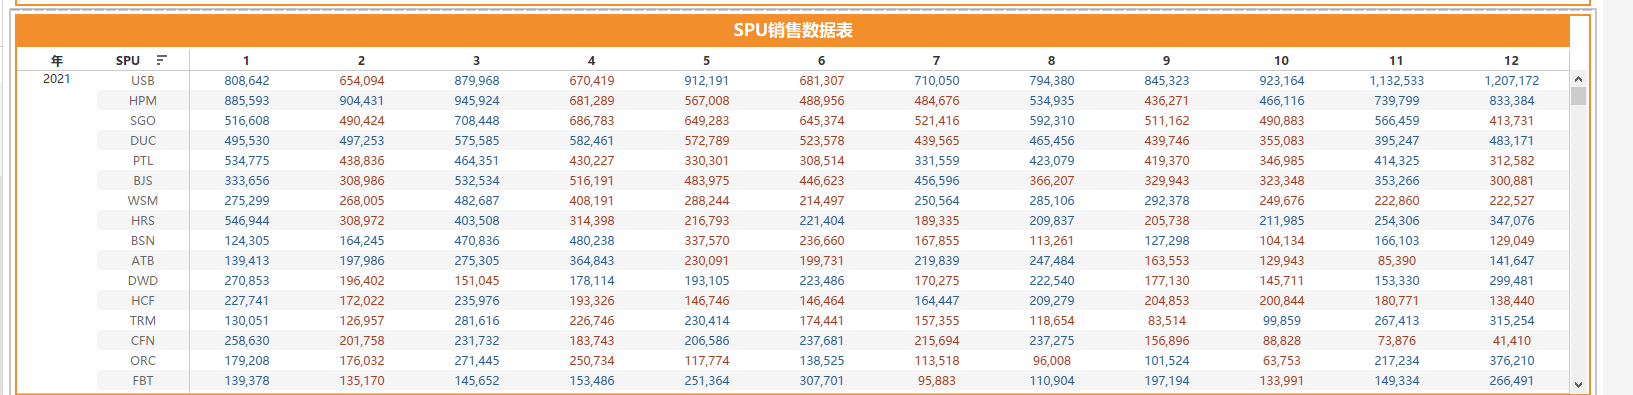 SPU销售数据表
年 SPU 1 2 3 4 5 6 7 8 9 10 11 12
2021 USB 808,642 654,094 879,968 670,419 912,191 681,307 710,050 794,380 845,323 923,164 1,132,533 1,207,172
HPM 885,593 904,431 945,924 681,289 567,008 488,956 484,676 534,935 436,271 466,116 739,799 833,384
SGO 516,608 490,424 708,448 686,783 649,283 645,374 521,416 592,310 511,162 490,883 566,459 413,731
DUC 495,530 497,253 575,585 582,461 572,789 523,578 439,565 465,456 439,746 355,083 395,247 483,171
PTL 534,775 438,836 464,351 430,227 330,301 308,514 331,559 423,079 419,370 346,985 414,325 312,582
BJS 333,656 308,986 532,534 516,191 483,975 446,623 456,596 366,207 329,943 323,348 353,266 300,881
WSM 275,299 268,005 482,687 408,191 288,244 214,497 250,564 285,106 292,378 249,676 222,860 222,527
HRS 546,944 308,972 403,508 314,398 216,793 221,404 189,335 209,837 205,738 211,985 254,306 347,076
BSN 124,305 164,245 470,836 480,238 337,570 236,660 167,855 113,261 127,298 104,134 166,103 129,049
ATB 139,413 197,986 275,305 364,843 230,091 199,731 219,839 247,484 163,553 129,943 85,390 141,647
DWD 270,853 196,402 151,045 178,114 193,105 223,486 170,275 222,540 177,130 145,711 153,330 299,481
HCF 227,741 172,022 235,976 193,326 146,746 146,464 164,447 209,279 204,853 200,844 180,771 138,440
TRM 130,051 126,957 281,616 226,746 230,414 174,441 157,355 118,654 83,514 99,859 267,413 315,254
CFN 258,630 201,758 231,732 183,743 206,586 237,681 215,694 237,275 156,896 88,828 73,876 41,410
ORC 179,208 176,032 271,445 250,734 117,774 138,525 113,518 96,008 101,524 63,753 217,234 376,210
FBT 139,378 135,170 145,652 153,486 251,364 307,701 95,883 110,904 197,194 133,991 149,334 266,491